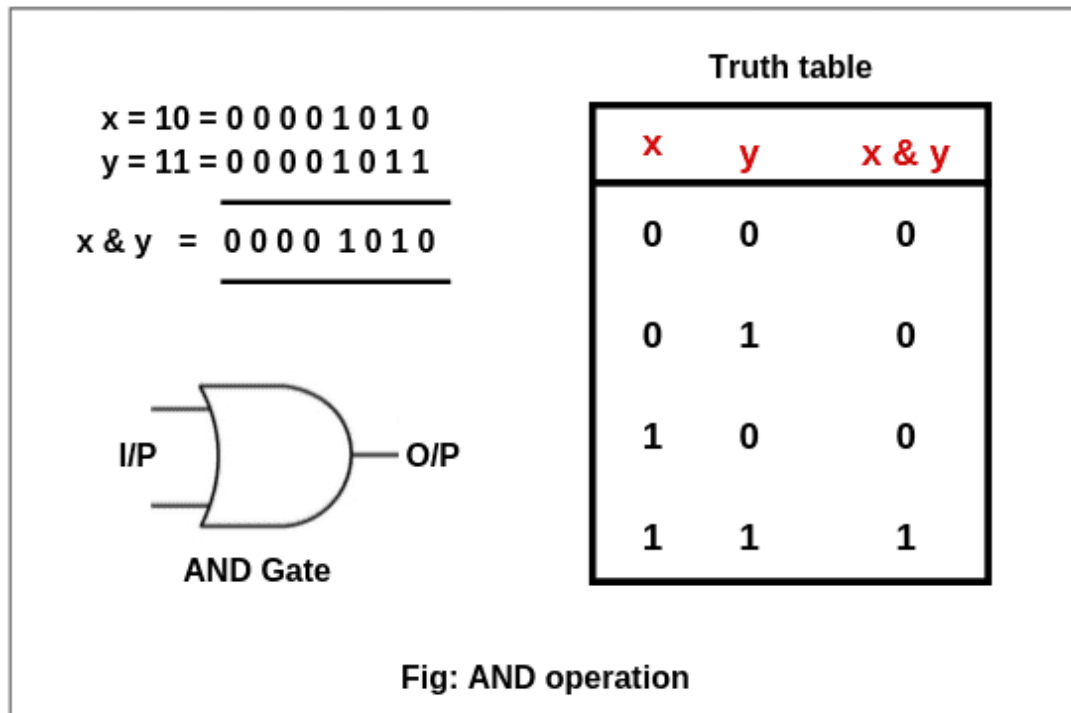 x = 10 = 0 0 0 0 1 0 1 0
y = 11 = 0 0 0 0 1 0 1 1
x & y = 0 0 0 0 1 0 1 0
I/P O/P
AND Gate
Truth table
x y x & y
0 0 0
0 1 0
1 0 0
1 1 1
Fig: AND operation